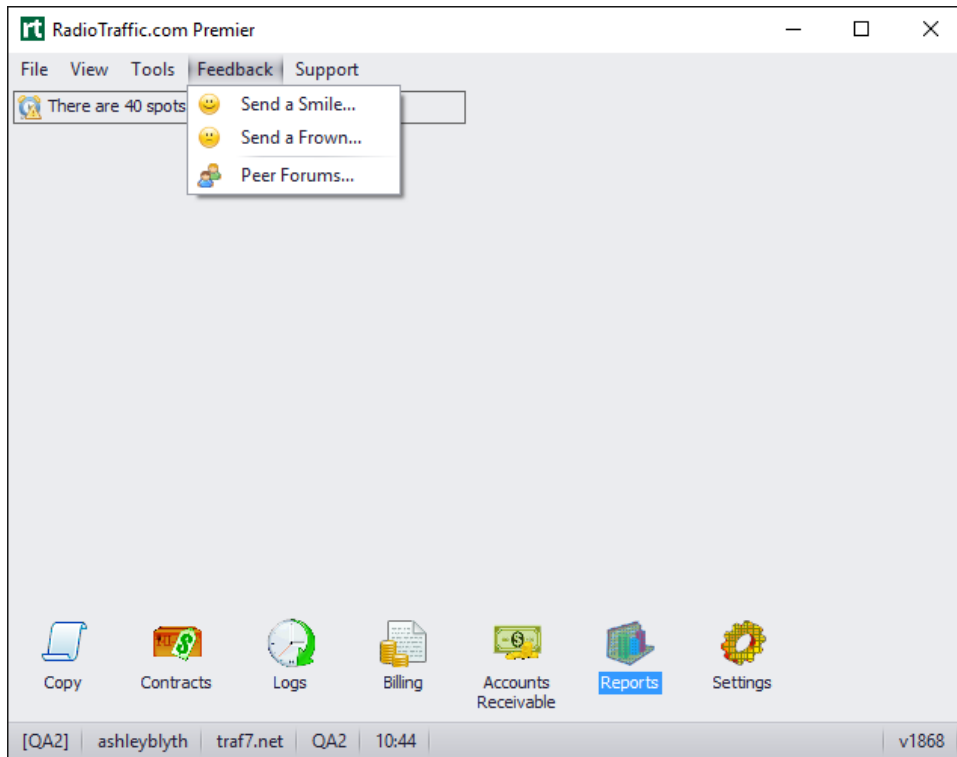 rt RadioTraffic.com Premier
File View Tools Feedback Support
There are 40 spots
Send a Smile...
Send a Frown...
Peer Forums...
Copy Contracts Logs Billing Accounts Receivable Reports Settings
[QA2] ashleyblyth traf7.net QA2 10:44 v1868